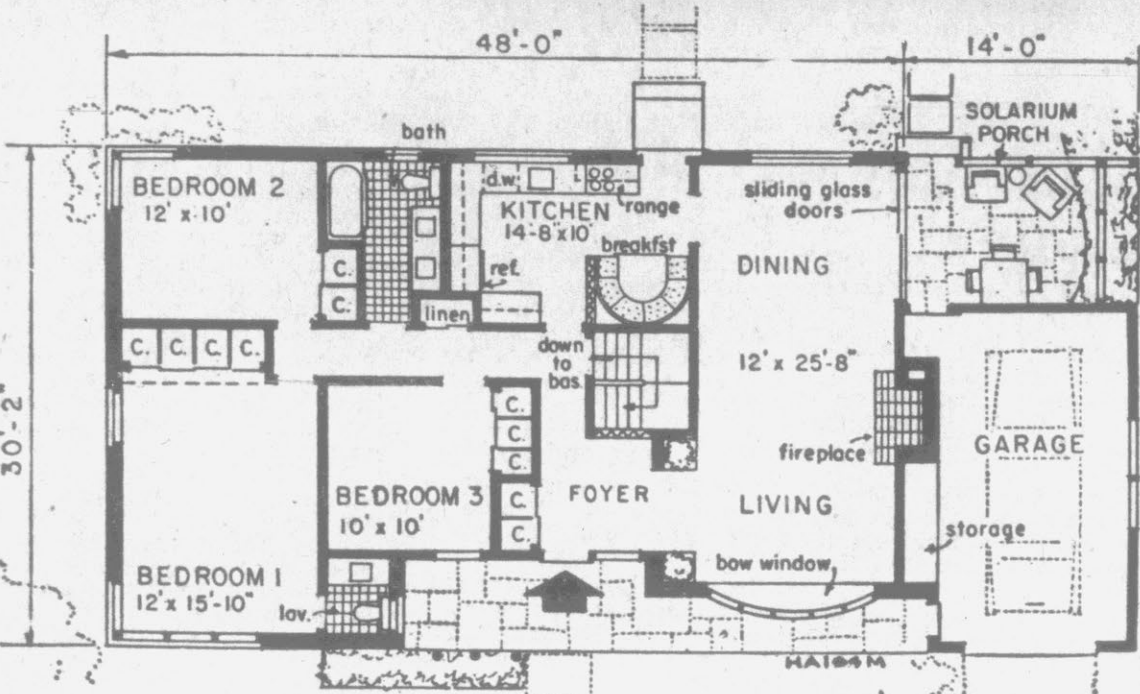 48'-0"
14'-0"
SOLARIUM
PORCH
bath
BEDROOM 2
12' x 10'
d.w.
KITCHEN
14'-8"x10'
range
sliding glass
doors
breakfst
DINING
C.
C.
ref.
linen
C. C. C. C.
down
to
bas.
12' x 25'-8"
30'-2"
C.
C.
C.
fireplace
GARAGE
BEDROOM 3
10' x 10'
C.
C.
FOYER
LIVING
storage
bow window
BEDROOM 1
12' x 15'-10"
lav.
HA104M